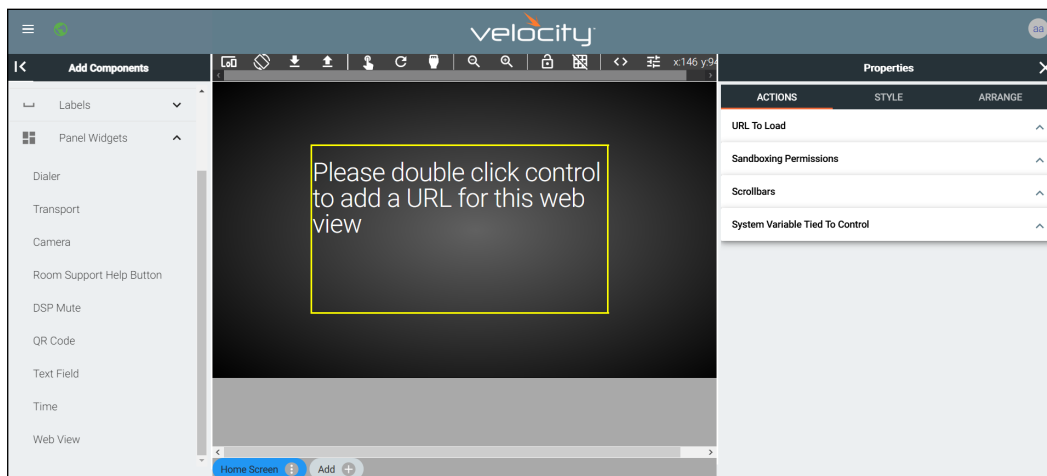 velocity
aa
Add Components
x:146 y:94
Properties
Labels
Panel Widgets
Dialer
Transport
Camera
Room Support Help Button
DSP Mute
QR Code
Text Field
Time
Web View
Please double click control
to add a URL for this web
view
Home Screen
Add
ACTIONS STYLE ARRANGE
URL To Load
Sandboxing Permissions
Scrollbars
System Variable Tied To Control